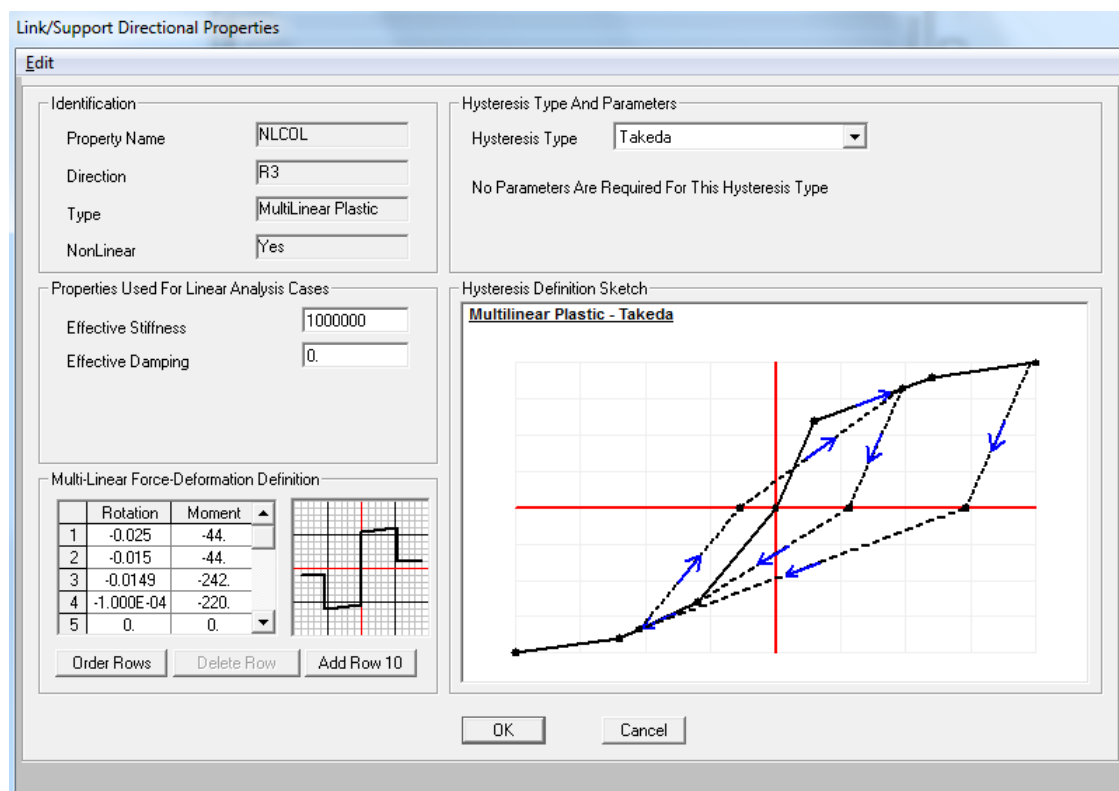 Link/Support Directional Properties
Edit
Identification
Property Name NLCOL
Direction R3
Type MultiLinear Plastic
NonLinear Yes
Hysteresis Type And Parameters
Hysteresis Type Takeda
No Parameters Are Required For This Hysteresis Type
Properties Used For Linear Analysis Cases
Effective Stiffness 1000000
Effective Damping 0.
Hysteresis Definition Sketch
Multilinear Plastic - Takeda
Multi-Linear Force-Deformation Definition
Rotation Moment
1 -0.025 -44.
2 -0.015 -44.
3 -0.0149 -242.
4 -1.000E-04 -220.
5 0. 0.
Order Rows Delete Row Add Row 10
OK Cancel